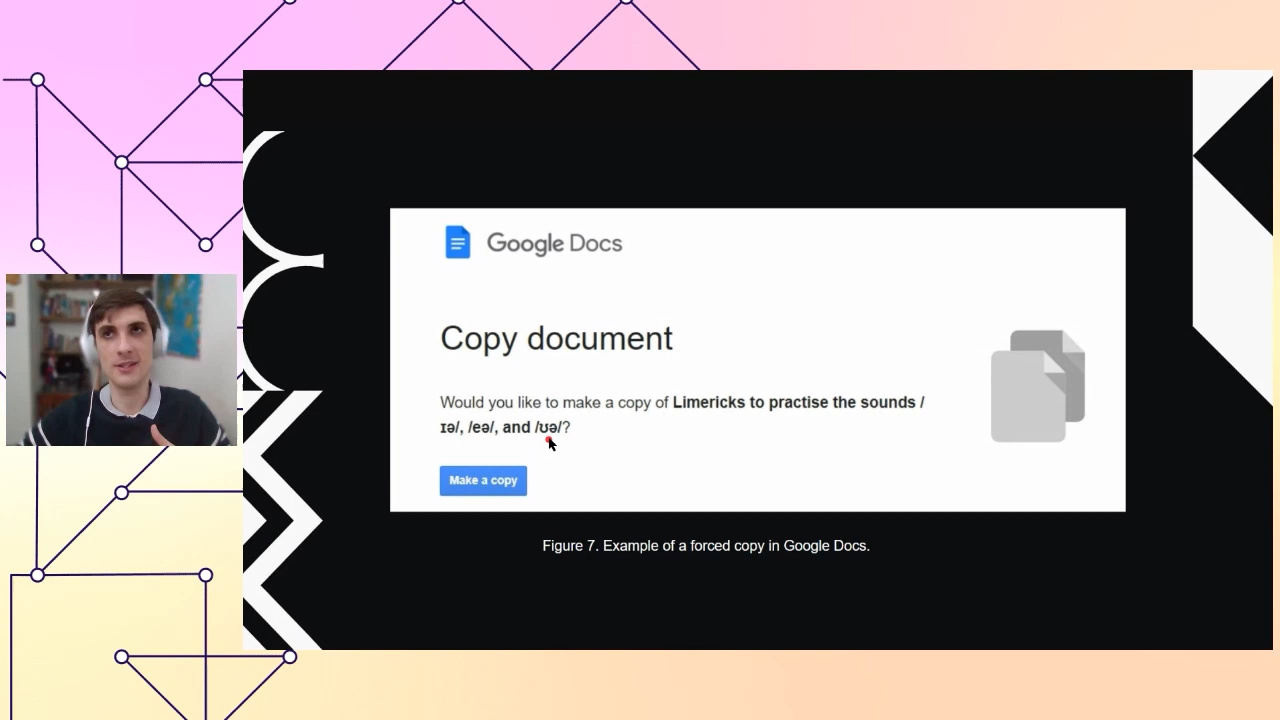 Google Docs
Copy document
Would you like to make a copy of Limericks to practise the sounds /
ɪə/, /eə/, and /ʊə/?
Make a copy
Figure 7. Example of a forced copy in Google Docs.